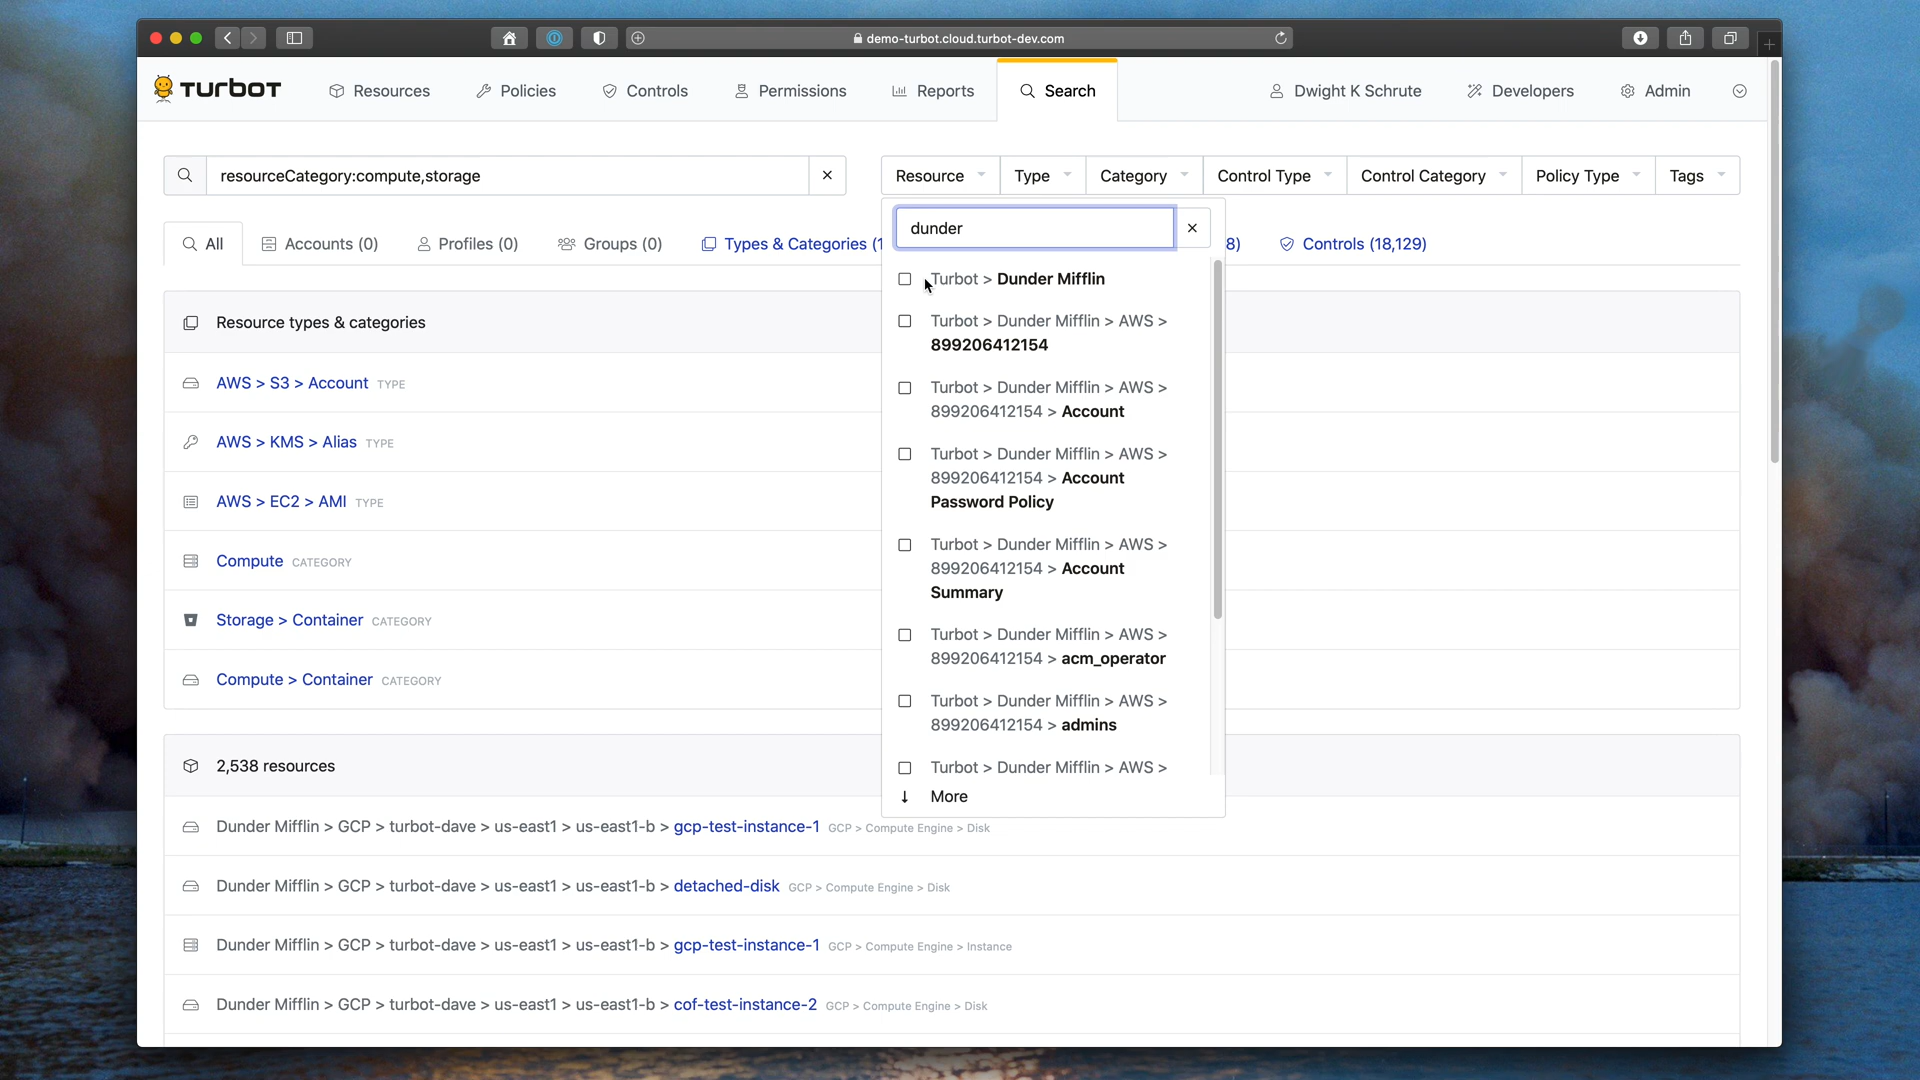 demo-turbot.cloud.turbot-dev.com
TURBOT
Resources
Policies
Controls
Permissions
Reports
Search
Dwight K Schrute
Developers
Admin
resourceCategory:compute,storage
Resource
Type
Category
Control Type
Control Category
Policy Type
Tags
All
Accounts (0)
Profiles (0)
Groups (0)
Types & Categories (1
8)
Controls (18,129)
dunder
Turbot > Dunder Mifflin
Turbot > Dunder Mifflin > AWS >
899206412154
Turbot > Dunder Mifflin > AWS >
899206412154 > Account
Turbot > Dunder Mifflin > AWS >
899206412154 > Account
Password Policy
Turbot > Dunder Mifflin > AWS >
899206412154 > Account
Summary
Turbot > Dunder Mifflin > AWS >
899206412154 > acm_operator
Turbot > Dunder Mifflin > AWS >
899206412154 > admins
Turbot > Dunder Mifflin > AWS >
More
Resource types & categories
AWS > S3 > Account TYPE
AWS > KMS > Alias TYPE
AWS > EC2 > AMI TYPE
Compute CATEGORY
Storage > Container CATEGORY
Compute > Container CATEGORY
2,538 resources
Dunder Mifflin > GCP > turbot-dave > us-east1 > us-east1-b > gcp-test-instance-1 GCP > Compute Engine > Disk
Dunder Mifflin > GCP > turbot-dave > us-east1 > us-east1-b > detached-disk GCP > Compute Engine > Disk
Dunder Mifflin > GCP > turbot-dave > us-east1 > us-east1-b > gcp-test-instance-1 GCP > Compute Engine > Instance
Dunder Mifflin > GCP > turbot-dave > us-east1 > us-east1-b > cof-test-instance-2 GCP > Compute Engine > Disk